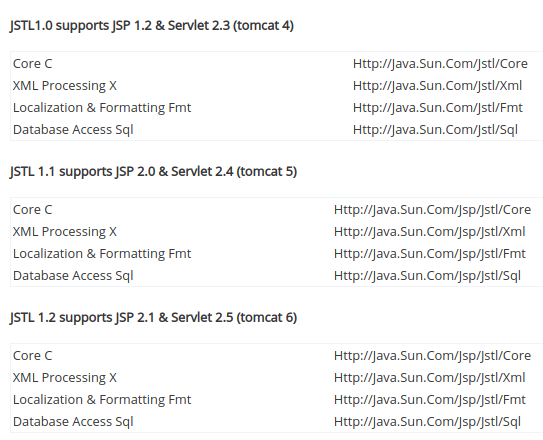 JSTL1.0 supports JSP 1.2 & Servlet 2.3 (tomcat 4)
Core C Http://Java.Sun.Com/Jstl/Core
XML Processing X Http://Java.Sun.Com/Jstl/Xml
Localization & Formatting Fmt Http://Java.Sun.Com/Jstl/Fmt
Database Access Sql Http://Java.Sun.Com/Jstl/Sql
JSTL 1.1 supports JSP 2.0 & Servlet 2.4 (tomcat 5)
Core C Http://Java.Sun.Com/Jsp/Jstl/Core
XML Processing X Http://Java.Sun.Com/Jsp/Jstl/Xml
Localization & Formatting Fmt Http://Java.Sun.Com/Jsp/Jstl/Fmt
Database Access Sql Http://Java.Sun.Com/Jsp/Jstl/Sql
JSTL 1.2 supports JSP 2.1 & Servlet 2.5 (tomcat 6)
Core C Http://Java.Sun.Com/Jsp/Jstl/Core
XML Processing X Http://Java.Sun.Com/Jsp/Jstl/Xml
Localization & Formatting Fmt Http://Java.Sun.Com/Jsp/Jstl/Fmt
Database Access Sql Http://Java.Sun.Com/Jsp/Jstl/Sql